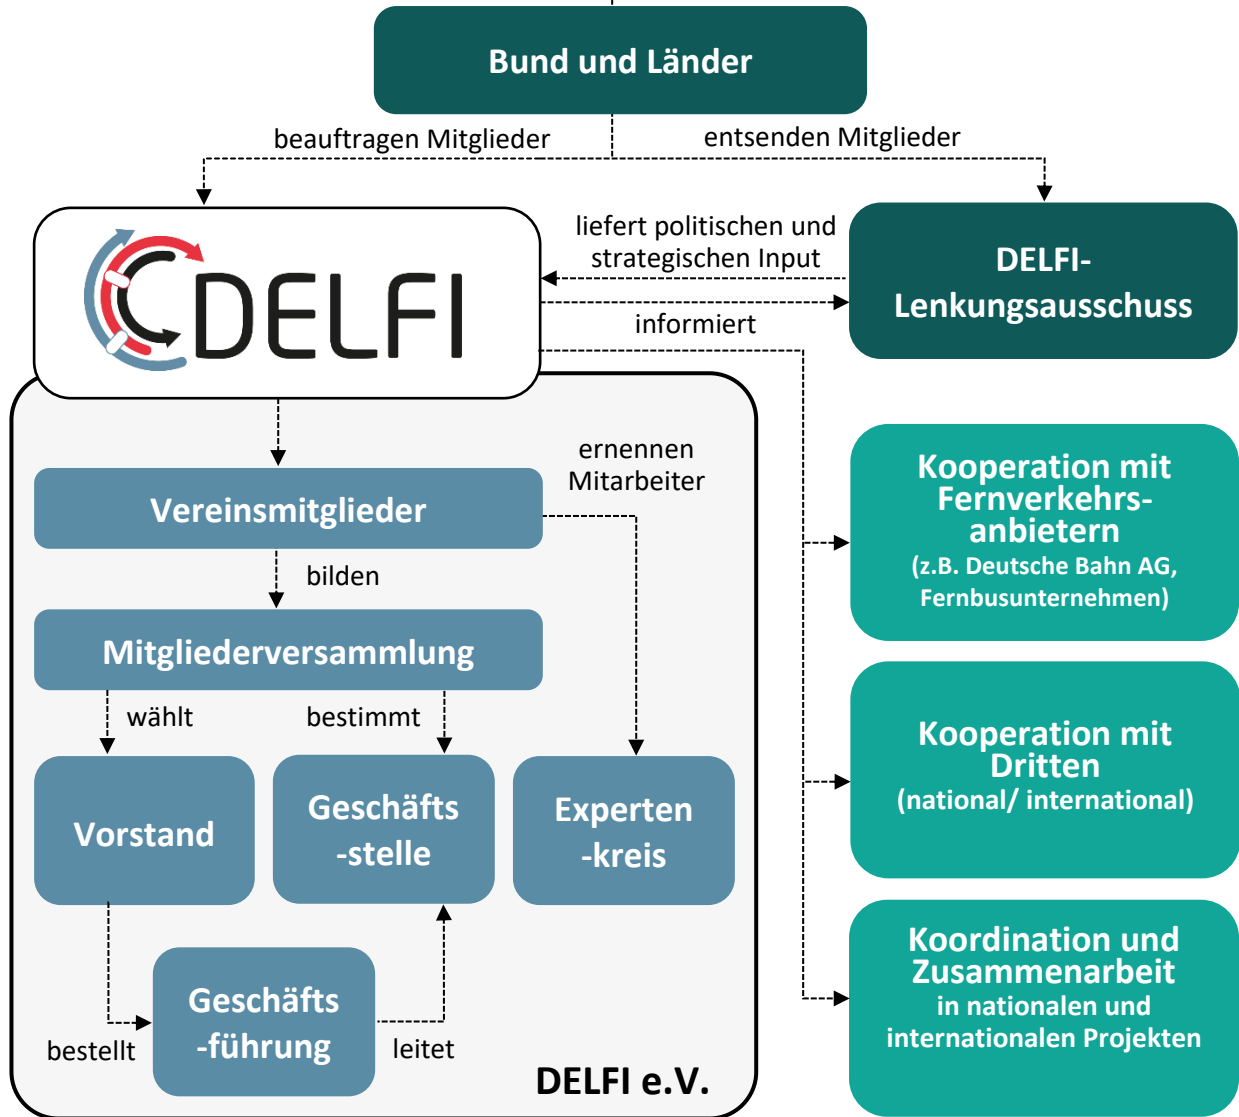 Bund und Länder
beauftragen Mitglieder
entsenden Mitglieder
DELFI
liefert politischen und
strategischen Input
informiert
DELFI-
Lenkungsausschuss
ernennen
Mitarbeiter
Vereinsmitglieder
bilden
Mitgliederversammlung
wählt
bestimmt
Vorstand
Geschäfts
-stelle
Experten
-kreis
bestellt
Geschäfts
-führung
leitet
DELFI e.V.
Kooperation mit
Fernverkehrs-
anbietern
(z.B. Deutsche Bahn AG,
Fernbusunternehmen)
Kooperation mit
Dritten
(national/ international)
Koordination und
Zusammenarbeit
in nationalen und
internationalen Projekten